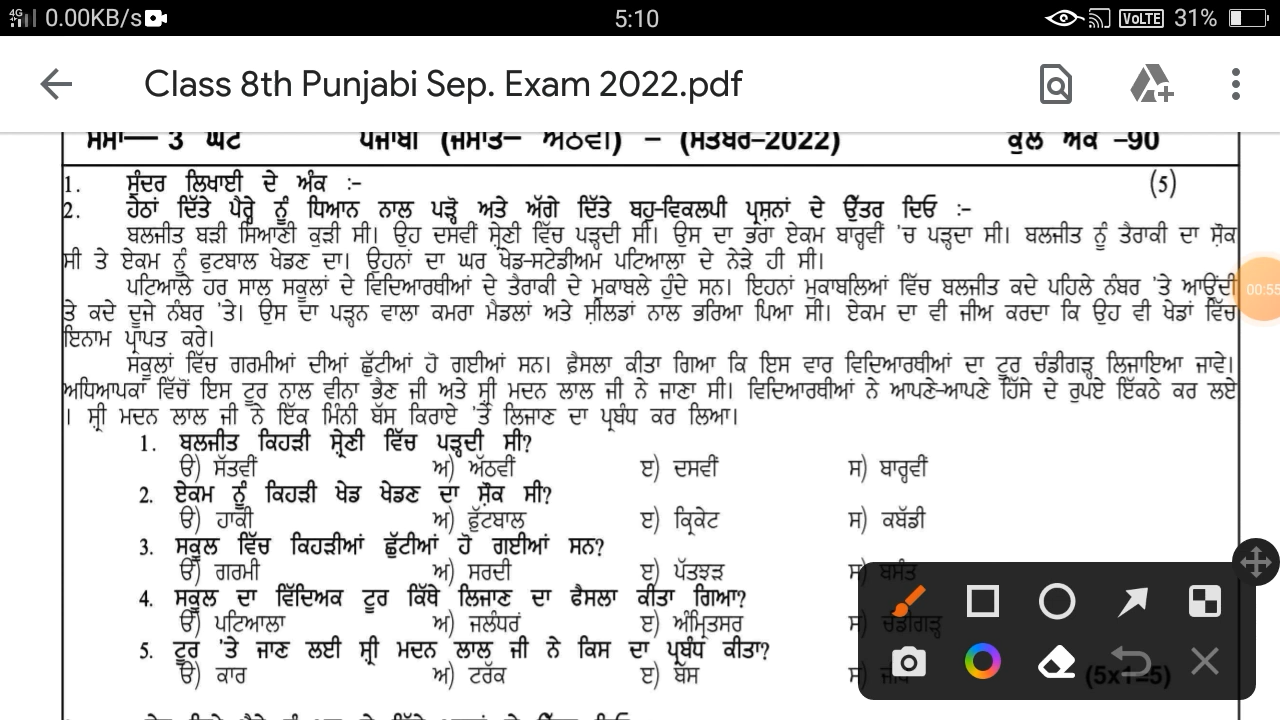 4G 0.00KB/s 5:10 VoLTE 31%
Class 8th Punjabi Sep. Exam 2022.pdf
ਸਮਾਂ— 3 ਘੰਟੇ ਪੰਜਾਬੀ (ਜਮਾਤ– ਅੱਠਵੀਂ) – (ਸਤੰਬਰ–2022) ਕੁੱਲ ਅੰਕ –90
1. ਸੁੰਦਰ ਲਿਖਾਈ ਦੇ ਅੰਕ :– (5)
2. ਹੇਠਾਂ ਦਿੱਤੇ ਪੈਰ੍ਹੇ ਨੂੰ ਧਿਆਨ ਨਾਲ ਪੜ੍ਹੋ ਅਤੇ ਅੱਗੇ ਦਿੱਤੇ ਬਹੁ-ਵਿਕਲਪੀ ਪ੍ਰਸ਼ਨਾਂ ਦੇ ਉੱਤਰ ਦਿਓ :–
ਬਲਜੀਤ ਬੜੀ ਸਿਆਣੀ ਕੁੜੀ ਸੀ। ਉਹ ਦਸਵੀਂ ਸ੍ਰੇਣੀ ਵਿੱਚ ਪੜ੍ਹਦੀ ਸੀ। ਉਸ ਦਾ ਭਰਾ ਏਕਮ ਬਾਰ੍ਹਵੀਂ 'ਚ ਪੜ੍ਹਦਾ ਸੀ। ਬਲਜੀਤ ਨੂੰ ਤੈਰਾਕੀ ਦਾ ਸ਼ੌਕ
ਸੀ ਤੇ ਏਕਮ ਨੂੰ ਫੁਟਬਾਲ ਖੇਡਣ ਦਾ। ਉਹਨਾਂ ਦਾ ਘਰ ਖੇਡ-ਸਟੇਡੀਅਮ ਪਟਿਆਲਾ ਦੇ ਨੇੜੇ ਹੀ ਸੀ।
ਪਟਿਆਲੇ ਹਰ ਸਾਲ ਸਕੂਲਾਂ ਦੇ ਵਿਦਿਆਰਥੀਆਂ ਦੇ ਤੈਰਾਕੀ ਦੇ ਮੁਕਾਬਲੇ ਹੁੰਦੇ ਸਨ। ਇਹਨਾਂ ਮੁਕਾਬਲਿਆਂ ਵਿੱਚ ਬਲਜੀਤ ਕਦੇ ਪਹਿਲੇ ਨੰਬਰ 'ਤੇ ਆਉਂਦੀ
ਤੇ ਕਦੇ ਦੂਜੇ ਨੰਬਰ 'ਤੇ। ਉਸ ਦਾ ਪੜ੍ਹਨ ਵਾਲਾ ਕਮਰਾ ਮੈਡਲਾਂ ਅਤੇ ਸ਼ੀਲਡਾਂ ਨਾਲ ਭਰਿਆ ਪਿਆ ਸੀ। ਏਕਮ ਦਾ ਵੀ ਜੀਅ ਕਰਦਾ ਕਿ ਉਹ ਵੀ ਖੇਡਾਂ ਵਿੱਚ 00:55
ਇਨਾਮ ਪ੍ਰਾਪਤ ਕਰੇ।
ਸਕੂਲਾਂ ਵਿੱਚ ਗਰਮੀਆਂ ਦੀਆਂ ਛੁੱਟੀਆਂ ਹੋ ਗਈਆਂ ਸਨ। ਫ਼ੈਸਲਾ ਕੀਤਾ ਗਿਆ ਕਿ ਇਸ ਵਾਰ ਵਿਦਿਆਰਥੀਆਂ ਦਾ ਟੂਰ ਚੰਡੀਗੜ੍ਹ ਲਿਜਾਇਆ ਜਾਵੇ।
ਅਧਿਆਪਕਾਂ ਵਿੱਚੋਂ ਇਸ ਟੂਰ ਨਾਲ ਵੀਨਾ ਭੈਣ ਜੀ ਅਤੇ ਸ੍ਰੀ ਮਦਨ ਲਾਲ ਜੀ ਨੇ ਜਾਣਾ ਸੀ। ਵਿਦਿਆਰਥੀਆਂ ਨੇ ਆਪਣੇ-ਆਪਣੇ ਹਿੱਸੇ ਦੇ ਰੁਪਏ ਇੱਕਠੇ ਕਰ ਲਏ
। ਸ੍ਰੀ ਮਦਨ ਲਾਲ ਜੀ ਨੇ ਇੱਕ ਮਿੰਨੀ ਬੱਸ ਕਿਰਾਏ 'ਤੇ ਲਿਜਾਣ ਦਾ ਪ੍ਰਬੰਧ ਕਰ ਲਿਆ।
1. ਬਲਜੀਤ ਕਿਹੜੀ ਸ੍ਰੇਣੀ ਵਿੱਚ ਪੜ੍ਹਦੀ ਸੀ?
ੳ) ਸੱਤਵੀਂ ਅ) ਅੱਠਵੀਂ ੲ) ਦਸਵੀਂ ਸ) ਬਾਰ੍ਹਵੀਂ
2. ਏਕਮ ਨੂੰ ਕਿਹੜੀ ਖੇਡ ਖੇਡਣ ਦਾ ਸ਼ੌਕ ਸੀ?
ੳ) ਹਾਕੀ ਅ) ਫੁੱਟਬਾਲ ੲ) ਕ੍ਰਿਕੇਟ ਸ) ਕਬੱਡੀ
3. ਸਕੂਲ ਵਿੱਚ ਕਿਹੜੀਆਂ ਛੁੱਟੀਆਂ ਹੋ ਗਈਆਂ ਸਨ?
ੳ) ਗਰਮੀ ਅ) ਸਰਦੀ ੲ) ਪੱਤਝੜ ਸ) ਬਸੰਤ
4. ਸਕੂਲ ਦਾ ਵਿੱਦਿਅਕ ਟੂਰ ਕਿੱਥੇ ਲਿਜਾਣ ਦਾ ਫੈਸਲਾ ਕੀਤਾ ਗਿਆ?
ੳ) ਪਟਿਆਲਾ ਅ) ਜਲੰਧਰਂ ੲ) ਅੰਮ੍ਰਿਤਸਰ ਸ) ਚੰਡੀਗੜ੍ਹ
5. ਟੂਰ 'ਤੇ ਜਾਣ ਲਈ ਸ੍ਰੀ ਮਦਨ ਲਾਲ ਜੀ ਨੇ ਕਿਸ ਦਾ ਪ੍ਰਬੰਧ ਕੀਤਾ?
ੳ) ਕਾਰ ਅ) ਟਰੱਕ ੲ) ਬੱਸ ਸ) ਜੀਪ (5x1=5)